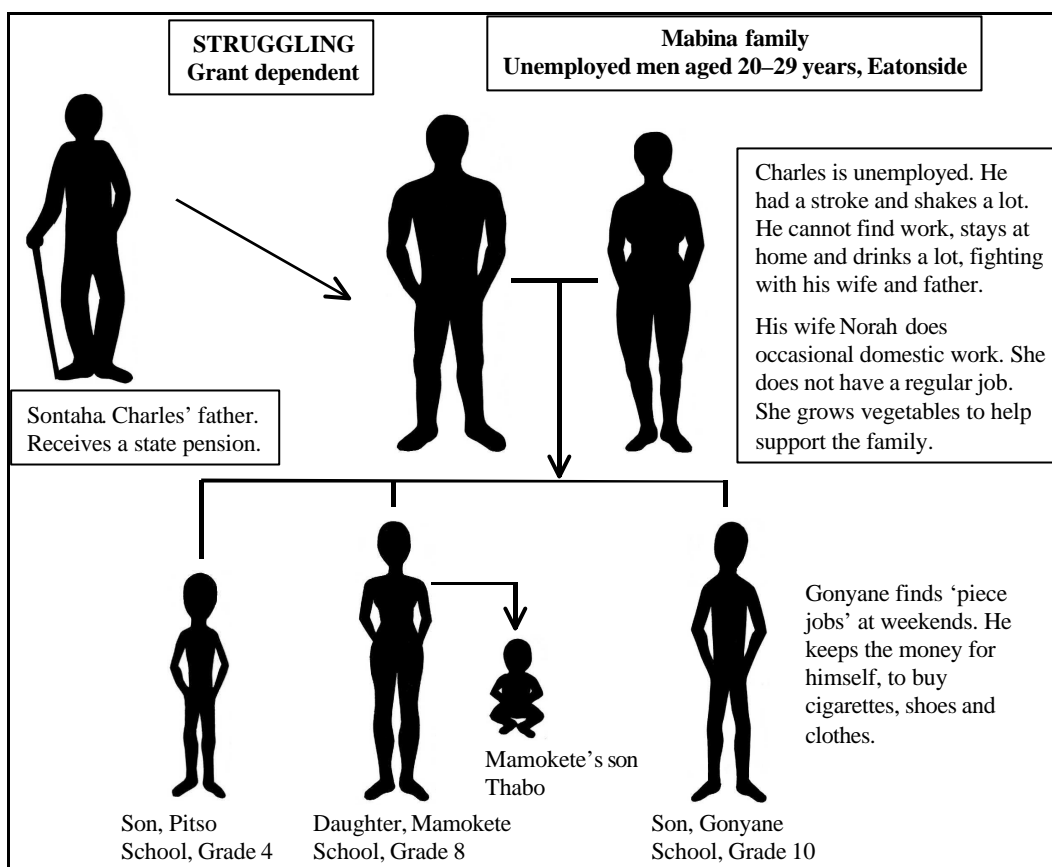 STRUGGLING
Grant dependent
Mabina family
Unemployed men aged 20–29 years, Eatonside
Charles is unemployed. He
had a stroke and shakes a lot.
He cannot find work, stays at
home and drinks a lot, fighting
with his wife and father.
His wife Norah does
occasional domestic work. She
does not have a regular job.
She grows vegetables to help
support the family.
Sontaha. Charles’ father.
Receives a state pension.
Gonyane finds ‘piece
jobs’ at weekends. He
keeps the money for
himself, to buy
cigarettes, shoes and
clothes.
Mamokete’s son
Thabo
Son, Pitso
School, Grade 4
Daughter, Mamokete
School, Grade 8
Son, Gonyane
School, Grade 10